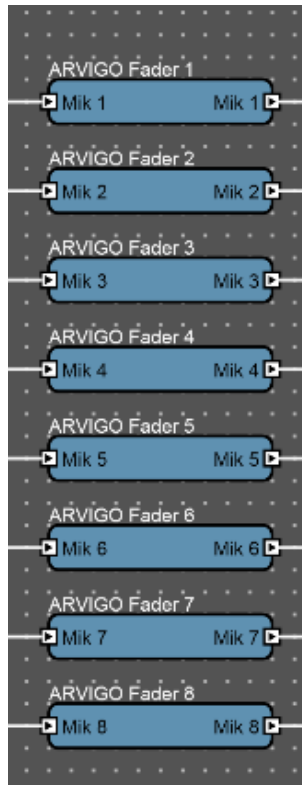 ARVIGO Fader 1
Mik 1 Mik 1
ARVIGO Fader 2
Mik 2 Mik 2
ARVIGO Fader 3
Mik 3 Mik 3
ARVIGO Fader 4
Mik 4 Mik 4
ARVIGO Fader 5
Mik 5 Mik 5
ARVIGO Fader 6
Mik 6 Mik 6
ARVIGO Fader 7
Mik 7 Mik 7
ARVIGO Fader 8
Mik 8 Mik 8